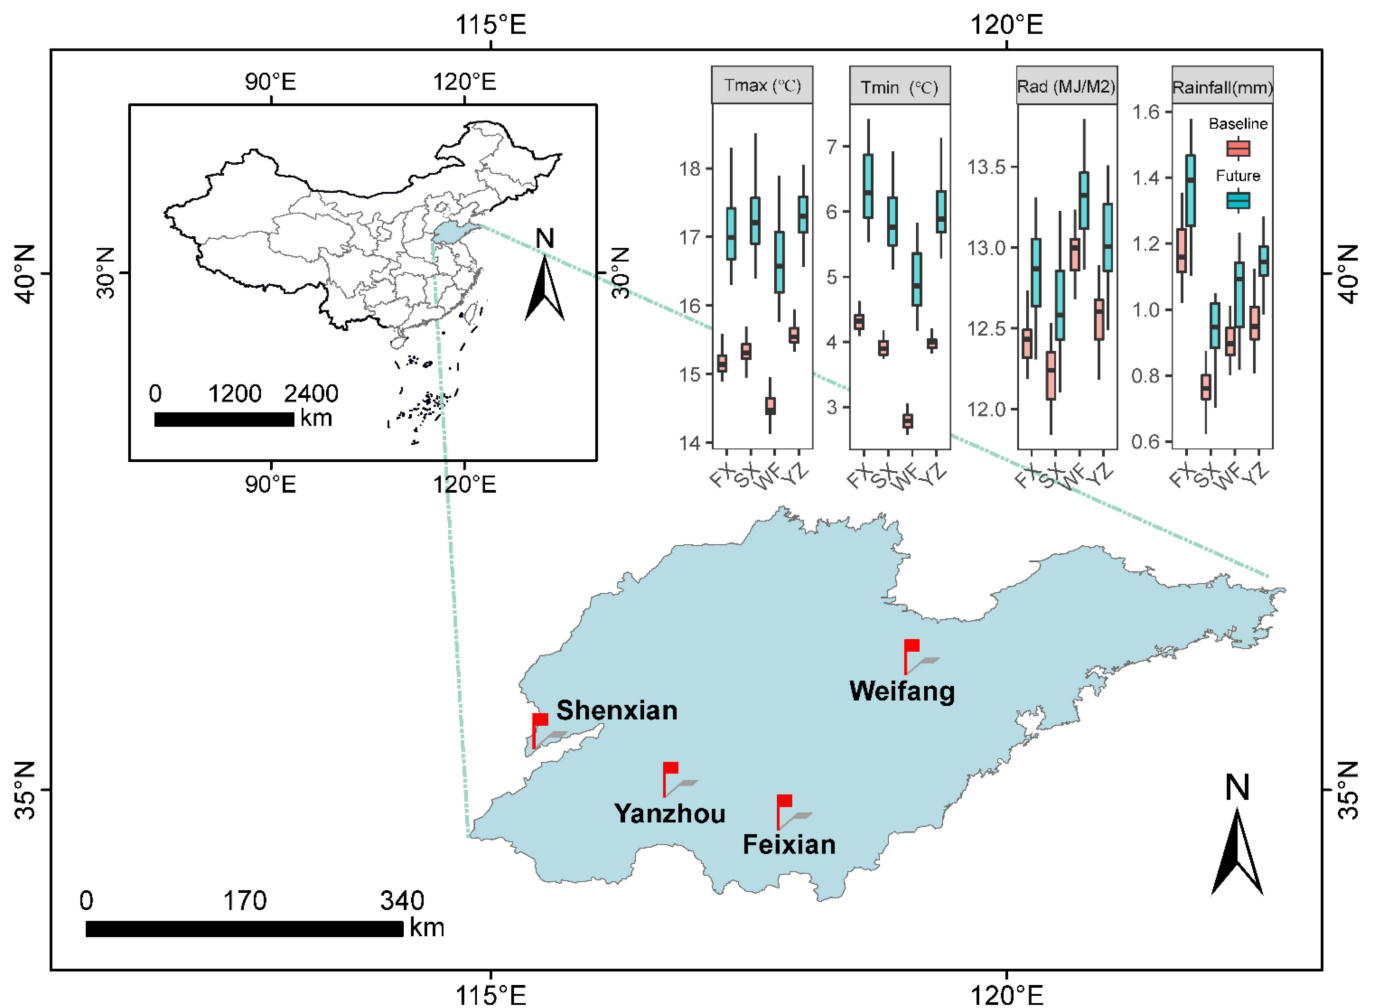 115°E 120°E
90°E 120°E
Tmax (℃) Tmin (℃) Rad (MJ/M2) Rainfall(mm)
18
17
16
15
14
7
6
5
4
3
13.5
13.0
12.5
12.0
1.6
1.4
1.2
1.0
0.8
0.6
Baseline
Future
FX SX WF YZ
FX SX WF YZ
FX SX WF YZ
FX SX WF YZ
40°N 30°N 30°N 40°N
N
0 1200 2400
km
90°E 120°E
Weifang
Shenxian
Yanzhou
Feixian
35°N 35°N
N
0 170 340
km
115°E 120°E